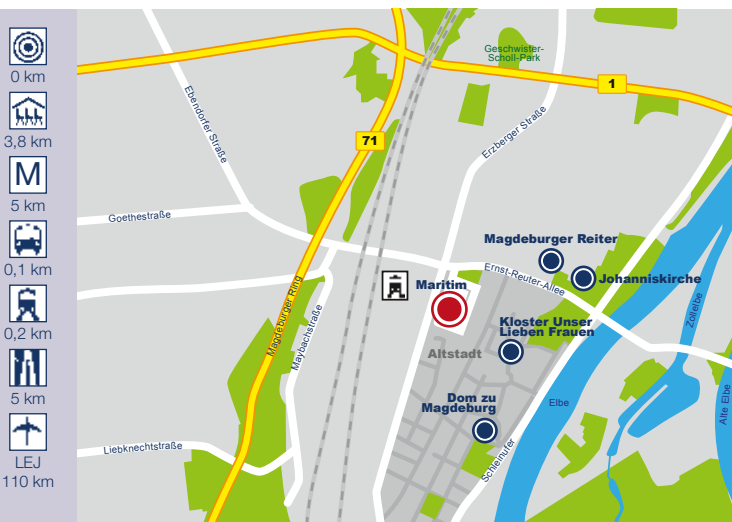 0 km
3,8 km
M
5 km
0,1 km
0,2 km
5 km
LEJ
110 km
Geschwister-
Scholl-Park
1
71
Ebendorfer Straße
Erzberger Straße
Goethestraße
Magdeburger Reiter
Ernst-Reuter-Allee
Johanniskirche
Maritim
Magdeburger Ring
Maybachstraße
Kloster Unser
Lieben Frauen
Zollelbe
Altstadt
Dom zu
Magdeburg
Elbe
Alte Elbe
Liebknechtstraße
Schleinufer